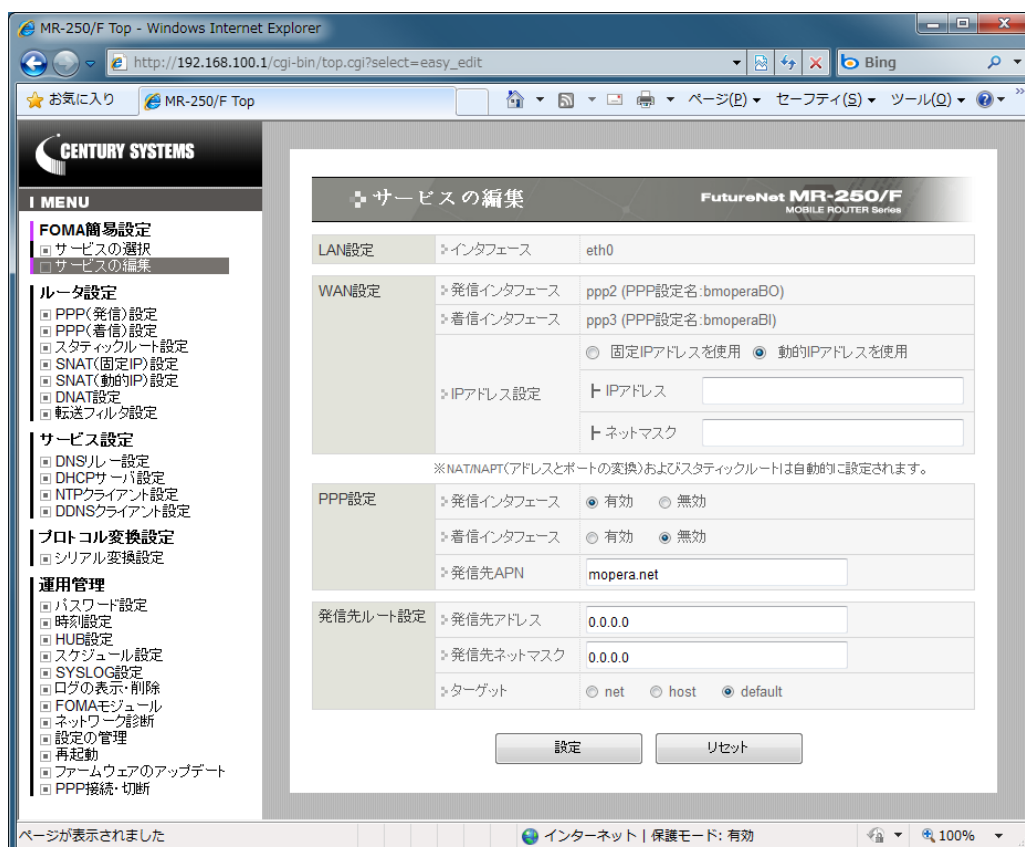 MR-250/F Top - Windows Internet Explorer
http://192.168.100.1/cgi-bin/top.cgi?select=easy_edit
Bing
お気に入り
MR-250/F Top
ページ(P)
セーフティ(S)
ツール(O)
CENTURY SYSTEMS
MENU
FOMA簡易設定
サービスの選択
サービスの編集
ルータ設定
PPP(発信)設定
PPP(着信)設定
スタティックルート設定
SNAT(固定IP)設定
SNAT(動的IP)設定
DNAT設定
転送フィルタ設定
サービス設定
DNSリレー設定
DHCPサーバ設定
NTPクライアント設定
DDNSクライアント設定
プロトコル変換設定
シリアル変換設定
運用管理
パスワード設定
時刻設定
HUB設定
スケジュール設定
SYSLOG設定
ログの表示・削除
FOMAモジュール
ネットワーク診断
設定の管理
再起動
ファームウェアのアップデート
PPP接続・切断
サービスの編集
FutureNet MR-250/F
MOBILE ROUTER Series
LAN設定 インタフェース eth0
WAN設定 発信インタフェース ppp2 (PPP設定名:bmoperaBO)
着信インタフェース ppp3 (PPP設定名:bmoperaBI)
IPアドレス設定 固定IPアドレスを使用 動的IPアドレスを使用
IPアドレス
ネットマスク
※NAT/NAPT(アドレスとポートの変換)およびスタティックルートは自動的に設定されます。
PPP設定 発信インタフェース 有効 無効
着信インタフェース 有効 無効
発信先APN mopera.net
発信先ルート設定 発信先アドレス 0.0.0.0
発信先ネットマスク 0.0.0.0
ターゲット net host default
設定 リセット
ページが表示されました インターネット | 保護モード: 有効 100%